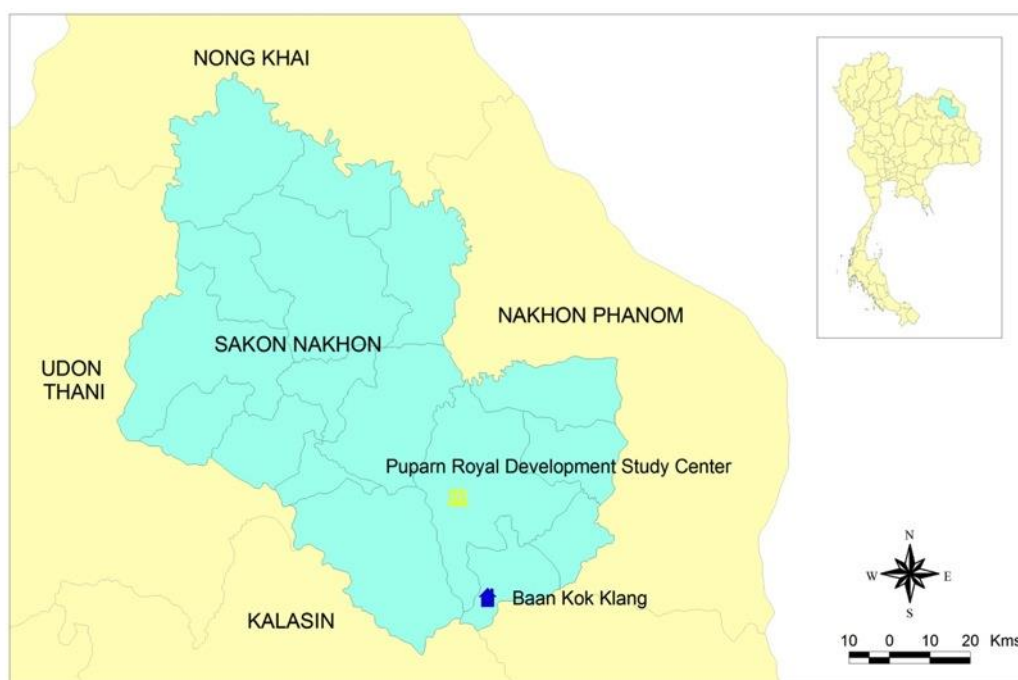 NONG KHAI
NAKHON PHANOM
SAKON NAKHON
UDON
THANI
Puparn Royal Development Study Center
Baan Kok Klang
KALASIN
N
W
E
S
10 0 10 20 Kms